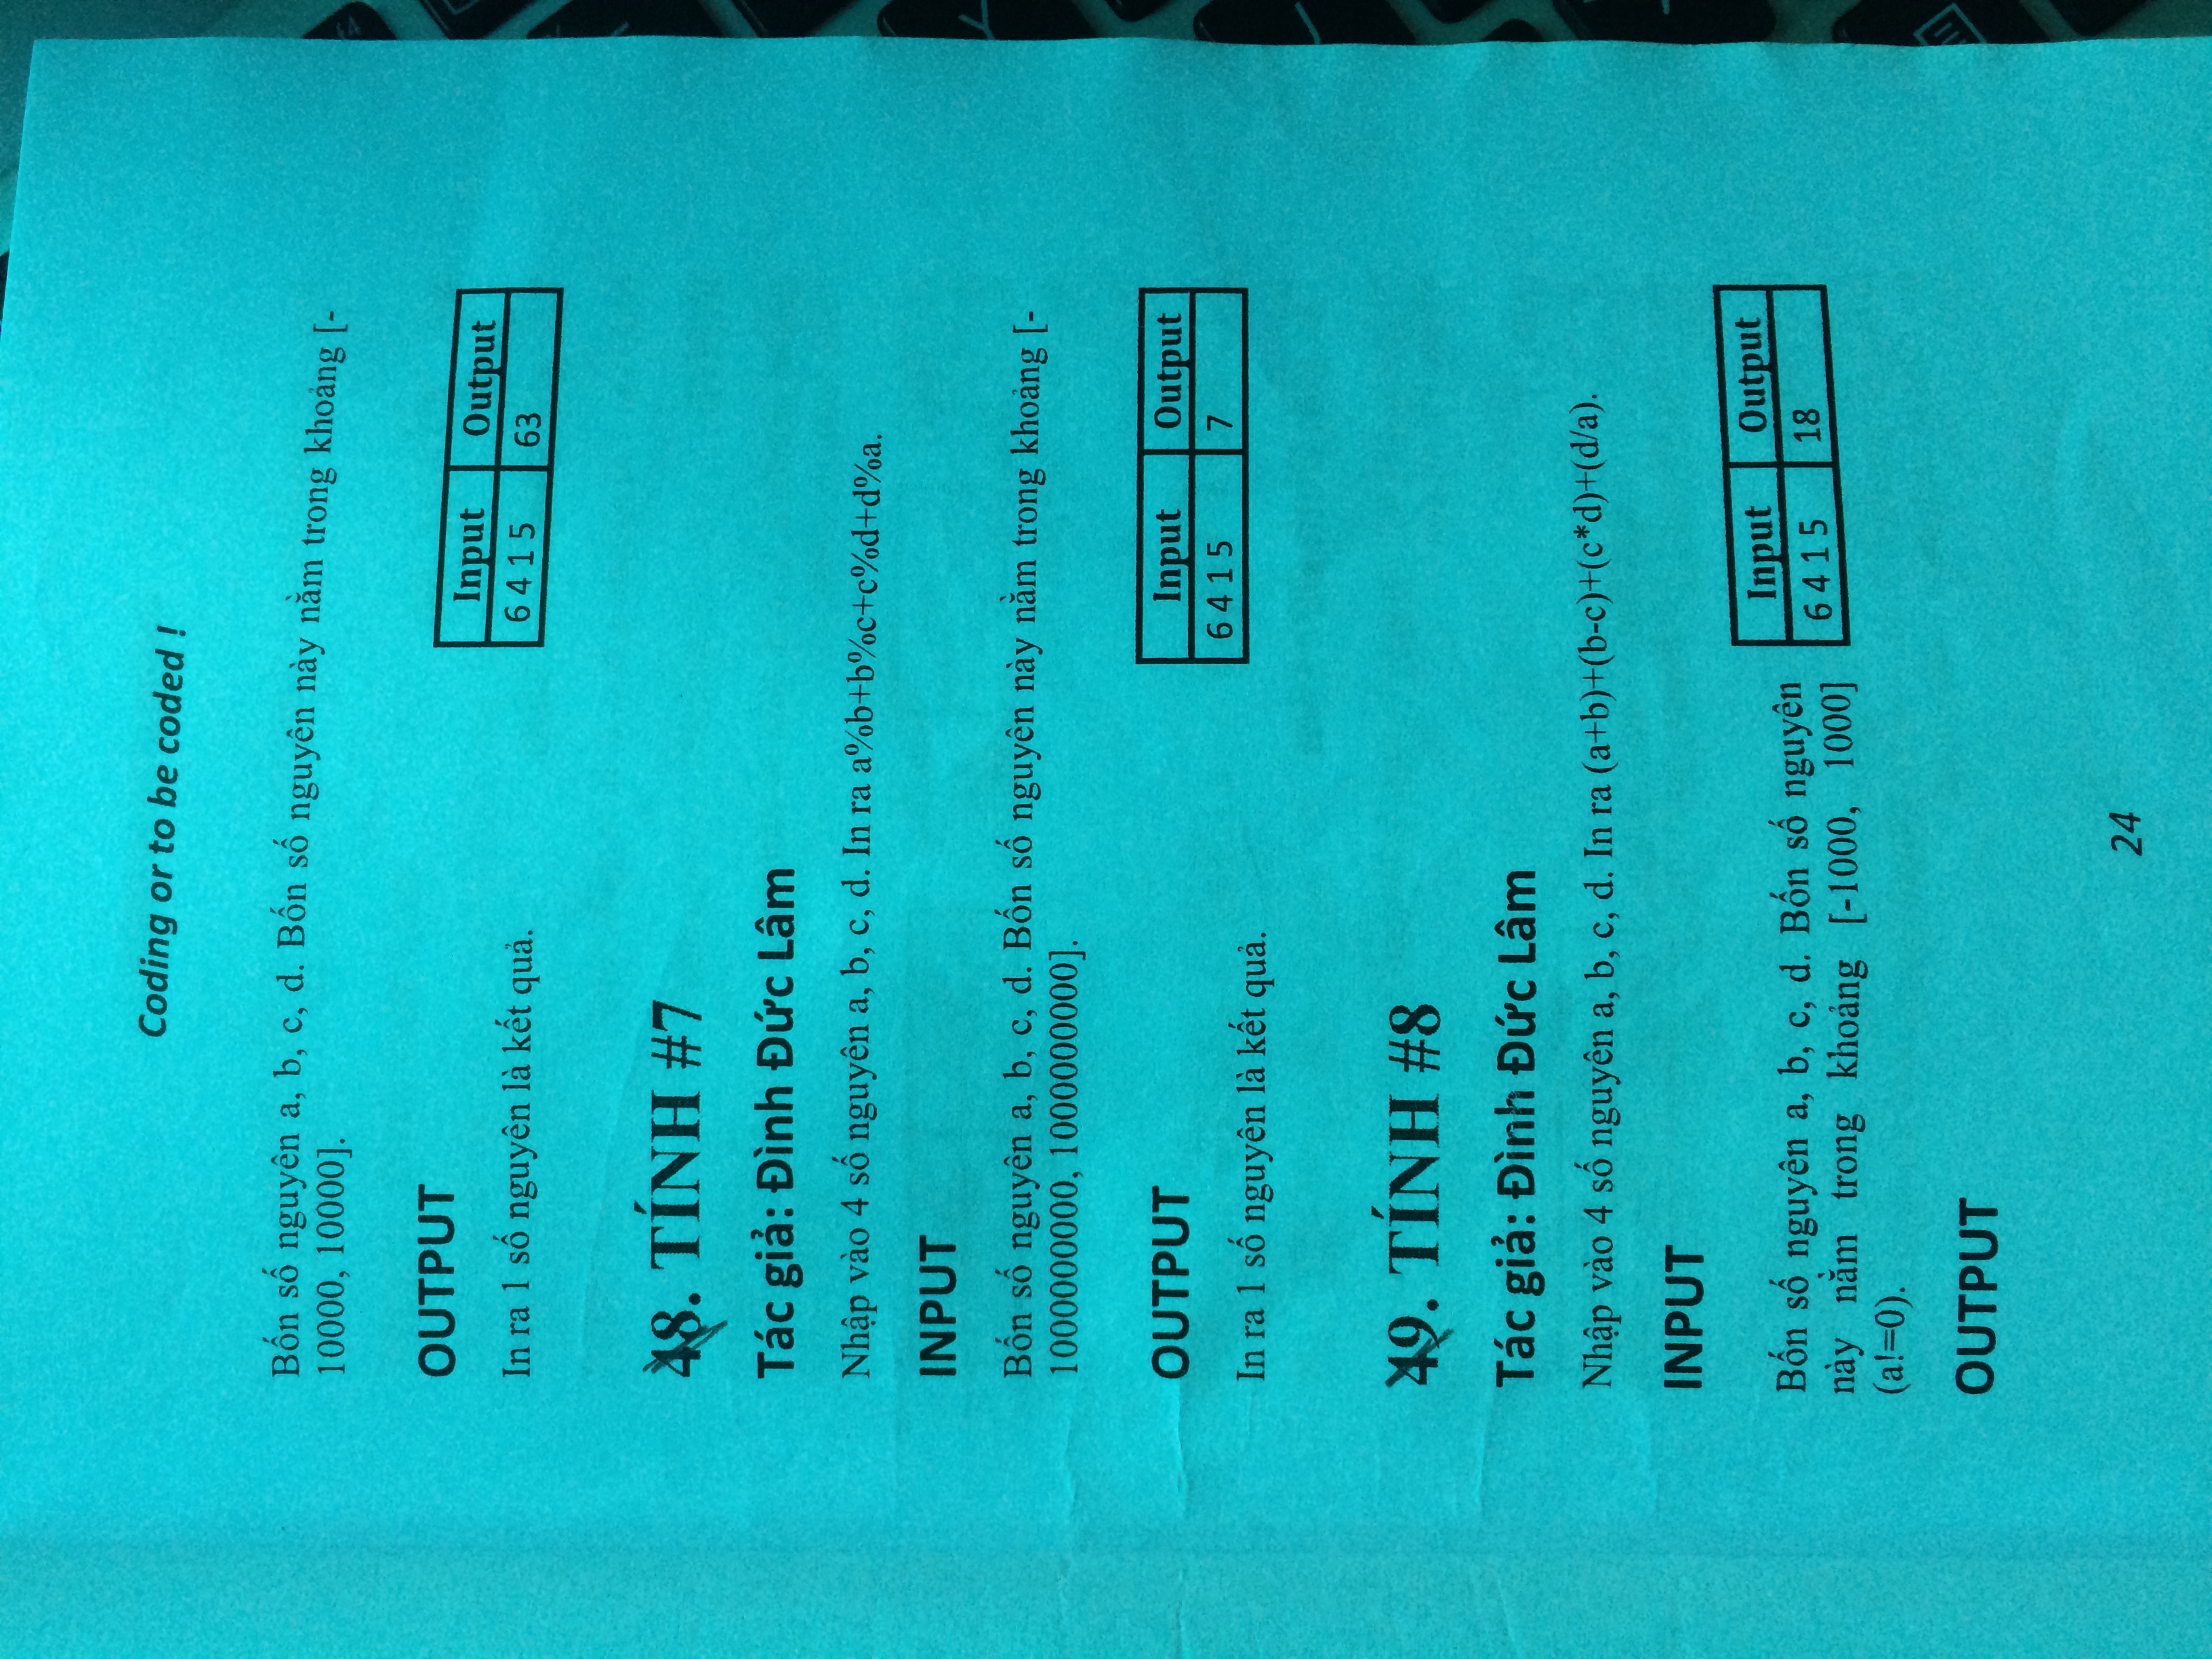 Coding or to be coded !
Bốn số nguyên a, b, c, d. Bốn số nguyên này nằm trong khoảng [-
10000, 10000].
OUTPUT
In ra 1 số nguyên là kết quả.
Input Output
6 4 1 5 63
48. TÍNH #7
Tác giả: Đình Đức Lâm
Nhập vào 4 số nguyên a, b, c, d. In ra a%b+b%c+c%d+d%a.
INPUT
Bốn số nguyên a, b, c, d. Bốn số nguyên này nằm trong khoảng [-
1000000000, 1000000000].
OUTPUT
In ra 1 số nguyên là kết quả.
Input Output
6 4 1 5 7
49. TÍNH #8
Tác giả: Đình Đức Lâm
Nhập vào 4 số nguyên a, b, c, d. In ra (a+b)+(b-c)+(c*d)+(d/a).
INPUT
Bốn số nguyên a, b, c, d. Bốn số nguyên
này nằm trong khoảng [-1000, 1000]
(a!=0).
Input Output
6 4 1 5 18
OUTPUT
24